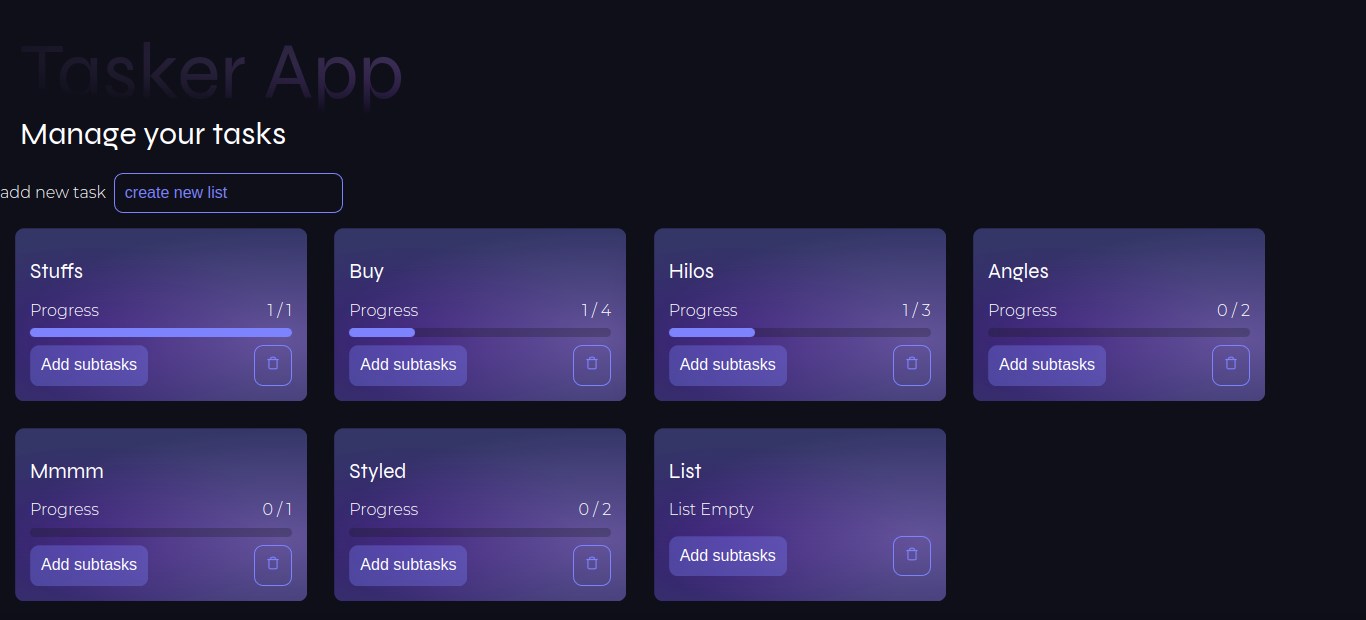 Tasker App
Manage your tasks
add new task create new list
Stuffs
Progress 1 / 1
Add subtasks
Buy
Progress 1 / 4
Add subtasks
Hilos
Progress 1 / 3
Add subtasks
Angles
Progress 0 / 2
Add subtasks
Mmmm
Progress 0 / 1
Add subtasks
Styled
Progress 0 / 2
Add subtasks
List
List Empty
Add subtasks